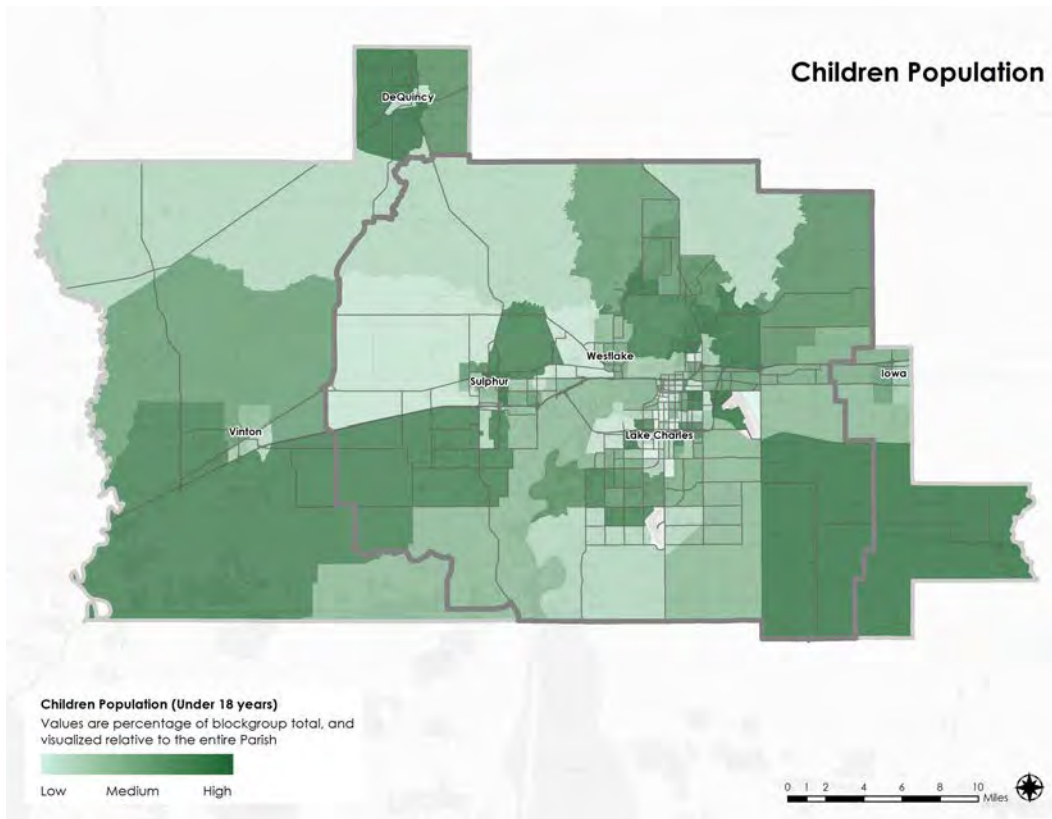 Children Population
DeQuincy
Westlake
Iowa
Sulphur
Vinton
Lake Charles
Children Population (Under 18 years)
Values are percentage of blockgroup total, and
visualized relative to the entire Parish
Low Medium High
0 1 2 4 6 8 10
Miles